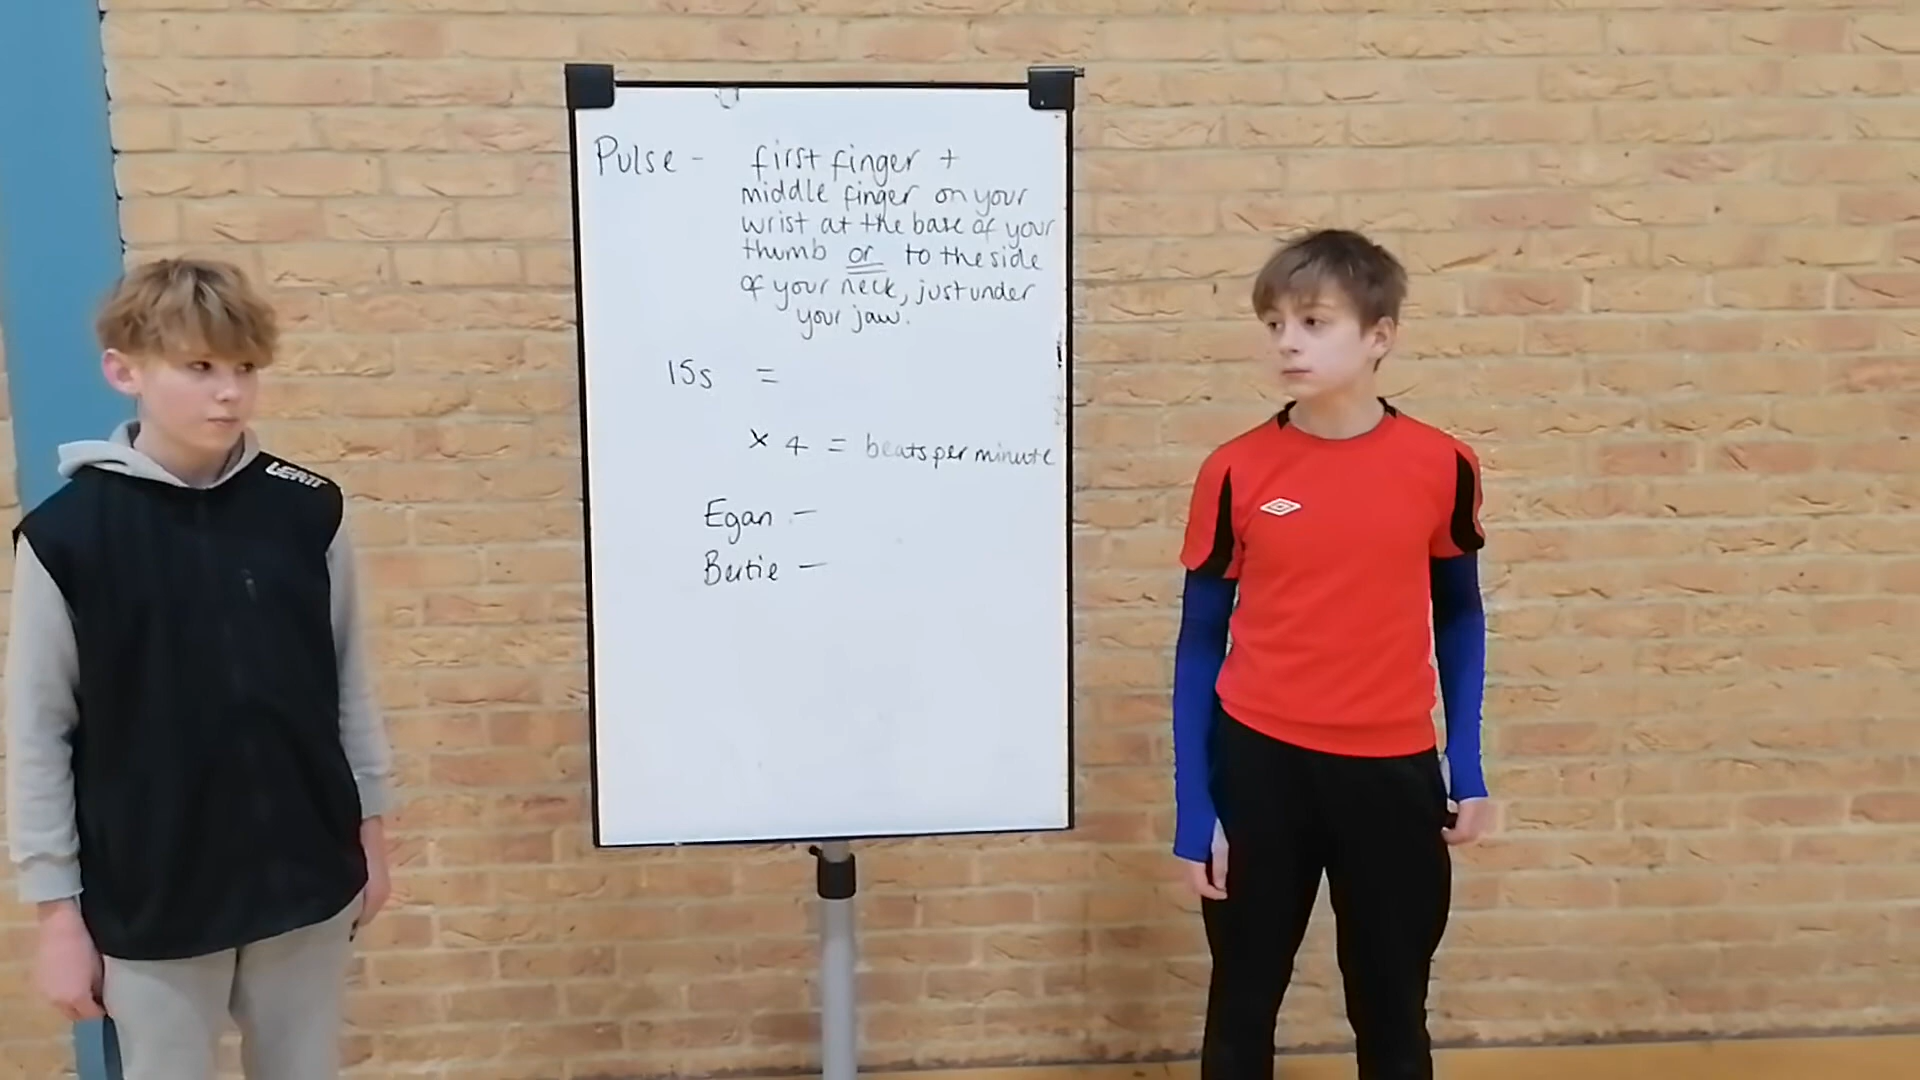 Pulse - first finger +
middle finger on your
wrist at the base of your
thumb or to the side
of your neck, just under
your jaw.
15s =
× 4 = beats per minute
Egan -
Bertie -